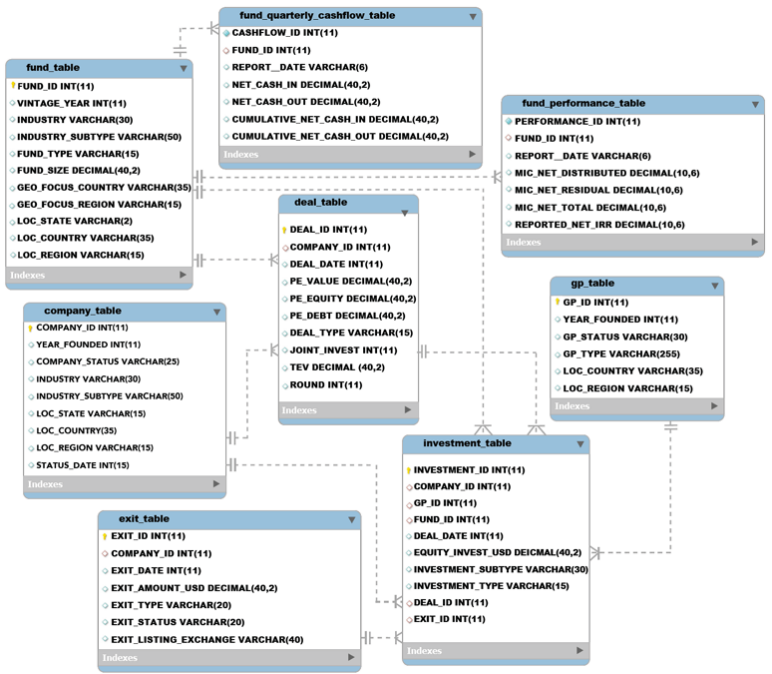 fund_quarterly_cashflow_table
CASHFLOW_ID INT(11)
FUND_ID INT(11)
REPORT__DATE VARCHAR(6)
NET_CASH_IN DECIMAL(40,2)
NET_CASH_OUT DECIMAL(40,2)
CUMULATIVE_NET_CASH_IN DECIMAL(40,2)
CUMULATIVE_NET_CASH_OUT DECIMAL(40,2)
Indexes
fund_table
FUND_ID INT(11)
VINTAGE_YEAR INT(11)
INDUSTRY VARCHAR(30)
INDUSTRY_SUBTYPE VARCHAR(50)
FUND_TYPE VARCHAR(15)
FUND_SIZE DECIMAL(40,2)
GEO_FOCUS_COUNTRY VARCHAR(35)
GEO_FOCUS_REGION VARCHAR(15)
LOC_STATE VARCHAR(2)
LOC_COUNTRY VARCHAR(35)
LOC_REGION VARCHAR(15)
Indexes
fund_performance_table
PERFORMANCE_ID INT(11)
FUND_ID INT(11)
REPORT__DATE VARCHAR(6)
MIC_NET_DISTRIBUTED DECIMAL(10,6)
MIC_NET_RESIDUAL DECIMAL(10,6)
MIC_NET_TOTAL DECIMAL(10,6)
REPORTED_NET_IRR DECIMAL(10,6)
Indexes
deal_table
DEAL_ID INT(11)
COMPANY_ID INT(11)
DEAL_DATE INT(11)
PE_VALUE DECIMAL(40,2)
PE_EQUITY DECIMAL(40,2)
PE_DEBT DECIMAL(40,2)
DEAL_TYPE VARCHAR(15)
JOINT_INVEST INT(11)
TEV DECIMAL (40,2)
ROUND INT(11)
Indexes
gp_table
GP_ID INT(11)
YEAR_FOUNDED INT(11)
GP_STATUS VARCHAR(30)
GP_TYPE VARCHAR(255)
LOC_COUNTRY VARCHAR(35)
LOC_REGION VARCHAR(15)
Indexes
company_table
COMPANY_ID INT(11)
YEAR_FOUNDED INT(11)
COMPANY_STATUS VARCHAR(25)
INDUSTRY VARCHAR(30)
INDUSTRY_SUBTYPE VARCHAR(50)
LOC_STATE VARCHAR(15)
LOC_COUNTRY(35)
LOC_REGION VARCHAR(15)
STATUS_DATE INT(15)
Indexes
investment_table
INVESTMENT_ID INT(11)
COMPANY_ID INT(11)
GP_ID INT(11)
FUND_ID INT(11)
DEAL_DATE INT(11)
EQUITY_INVEST_USD DEICMAL(40,2)
INVESTMENT_SUBTYPE VARCHAR(30)
INVESTMENT_TYPE VARCHAR(15)
DEAL_ID INT(11)
EXIT_ID INT(11)
Indexes
exit_table
EXIT_ID INT(11)
COMPANY_ID INT(11)
EXIT_DATE INT(11)
EXIT_AMOUNT_USD DECIMAL(40,2)
EXIT_TYPE VARCHAR(20)
EXIT_STATUS VARCHAR(20)
EXIT_LISTING_EXCHANGE VARCHAR(40)
Indexes